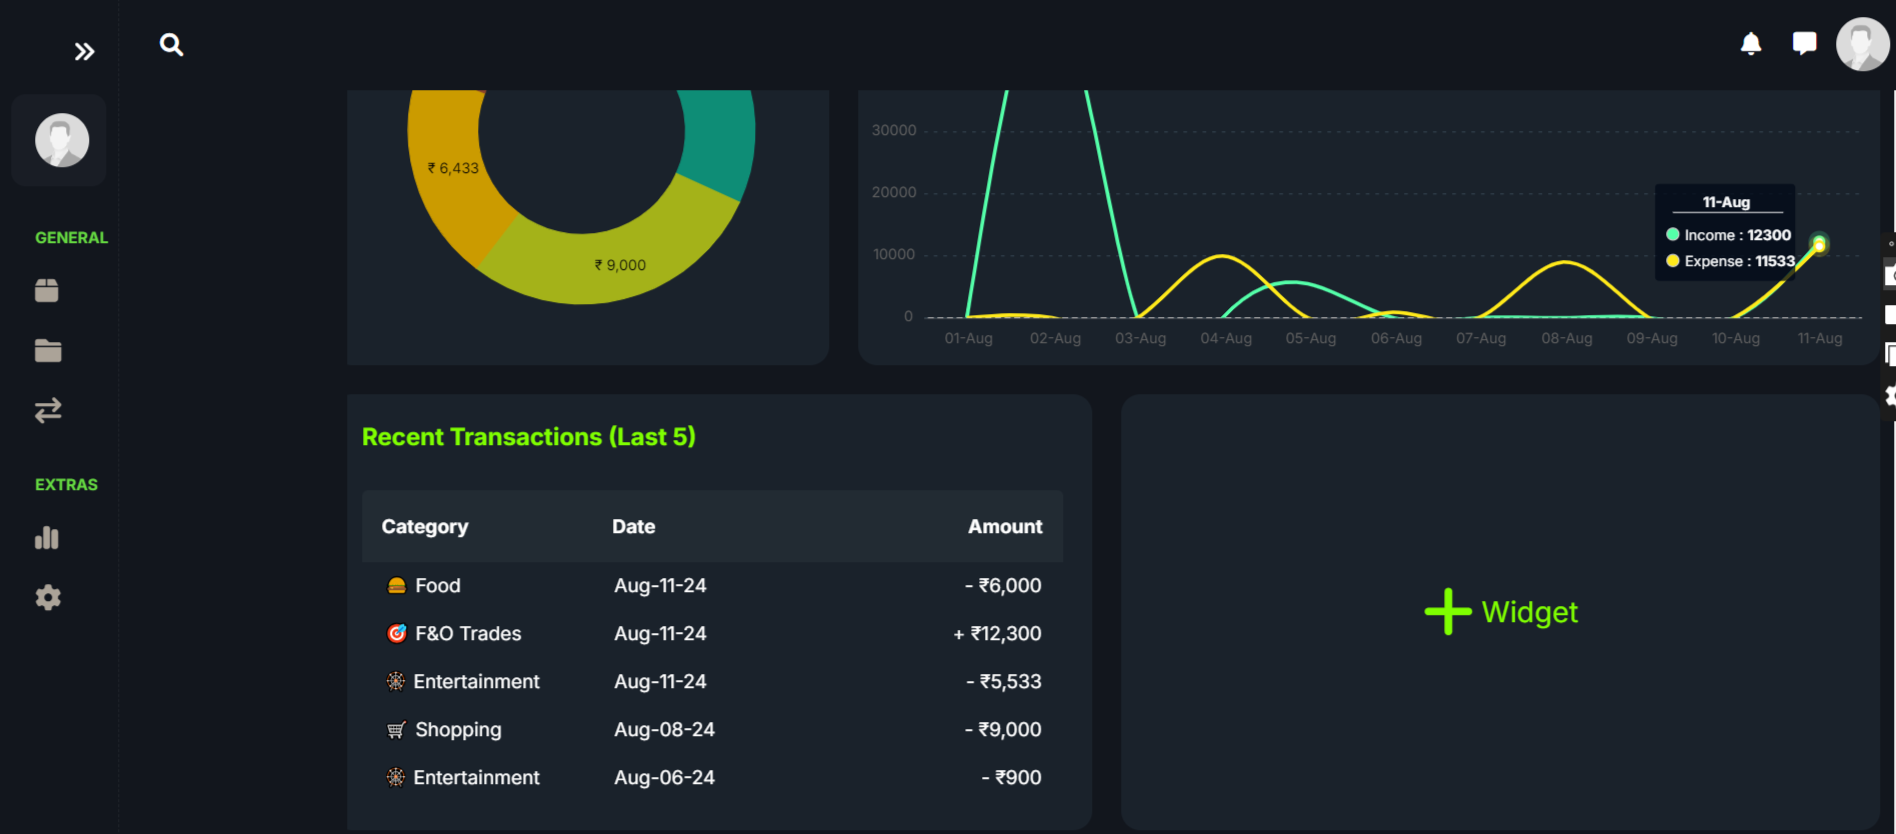 GENERAL
EXTRAS
₹ 6,433
₹ 9,000
30000
20000
10000
0
01-Aug 02-Aug 03-Aug 04-Aug 05-Aug 06-Aug 07-Aug 08-Aug 09-Aug 10-Aug 11-Aug
11-Aug
Income : 12300
Expense : 11533
Recent Transactions (Last 5)
Category Date Amount
Food Aug-11-24 - ₹6,000
F&O Trades Aug-11-24 + ₹12,300
Entertainment Aug-11-24 - ₹5,533
Shopping Aug-08-24 - ₹9,000
Entertainment Aug-06-24 - ₹900
Widget